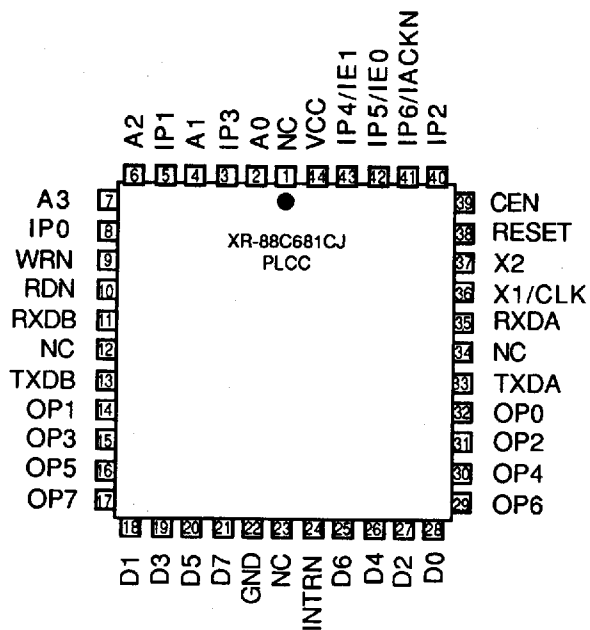 A2 IP1 A1 IP3 A0 NC VCC IP4/IE1 IP5/IE0 IP6/IACKN IP2
6 5 4 3 2 1 44 43 42 41 40
XR-88C681CJ
PLCC
A3 7
IP0 8
WRN 9
RDN 10
RXDB 11
NC 12
TXDB 13
OP1 14
OP3 15
OP5 16
OP7 17
39 CEN
38 RESET
37 X2
36 X1/CLK
35 RXDA
34 NC
33 TXDA
32 OP0
31 OP2
30 OP4
29 OP6
18 19 20 21 22 23 24 25 26 27 28
D1 D3 D5 D7 GND NC INTRN D6 D4 D2 D0